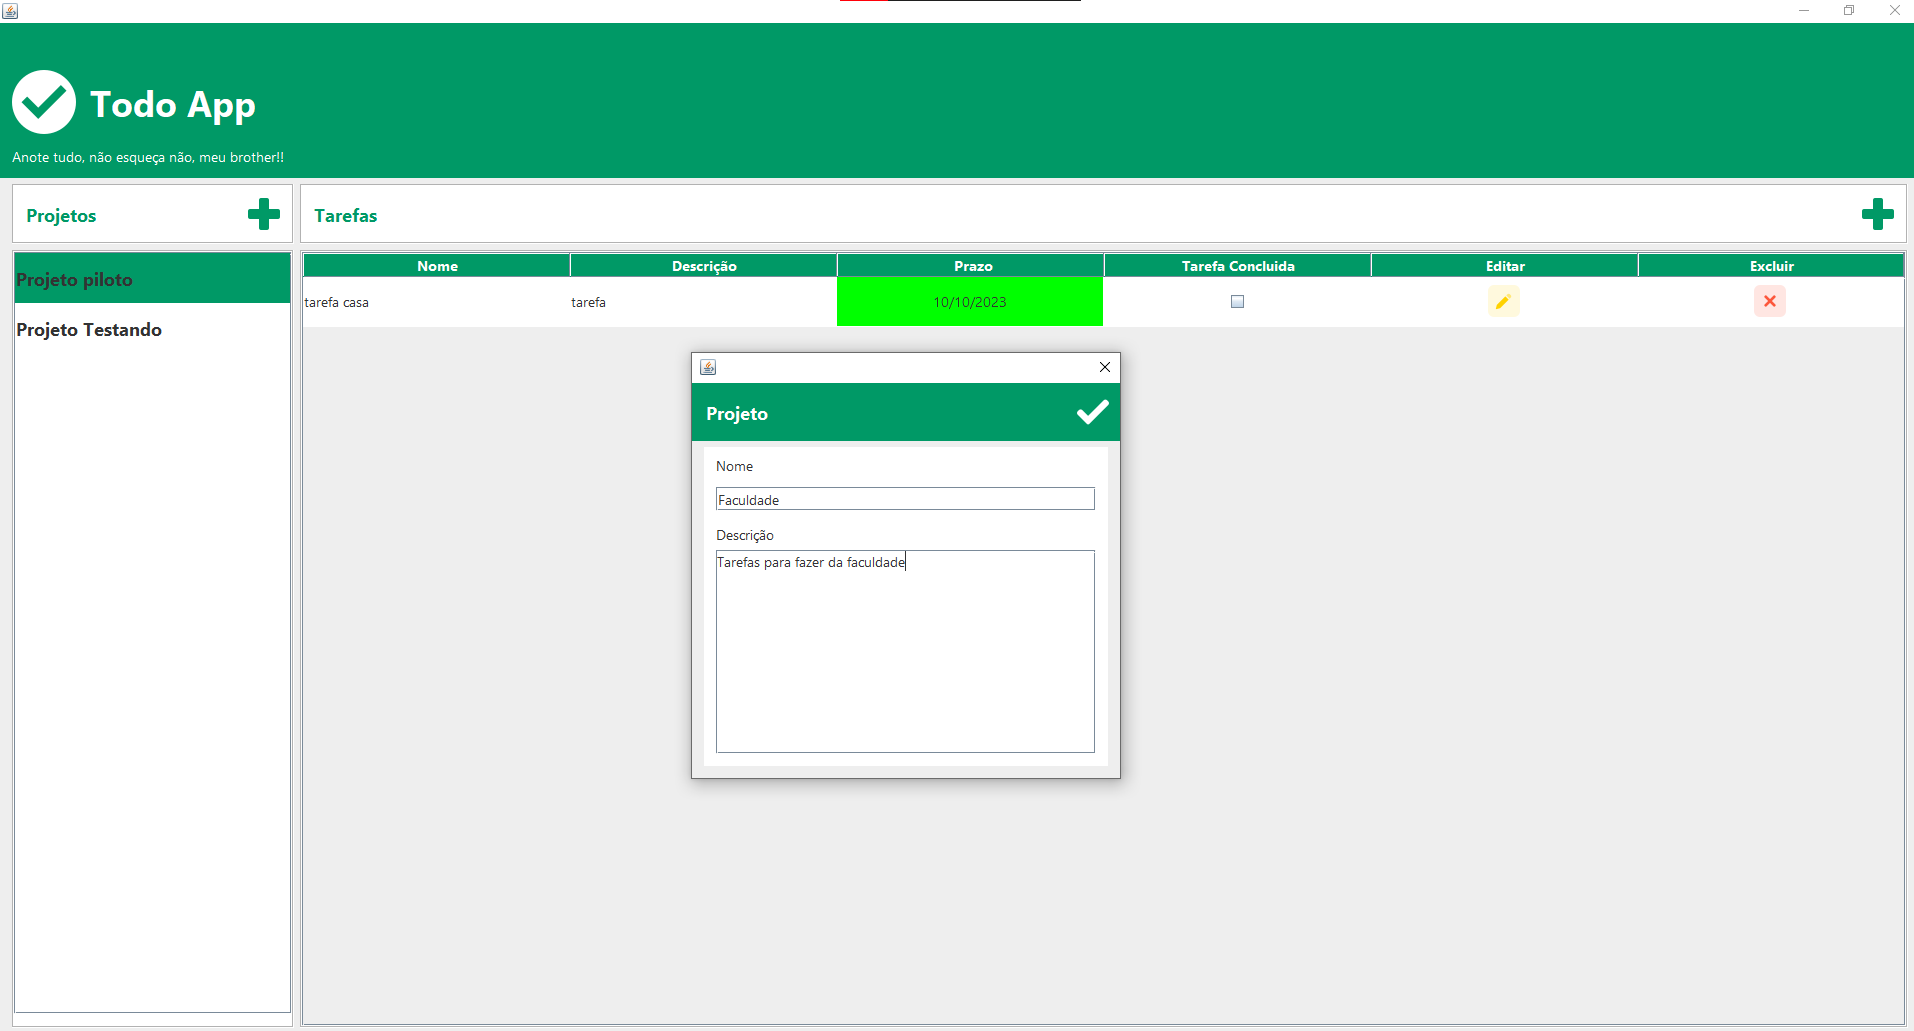 Todo App
Anote tudo, não esqueça não, meu brother!!
Projetos
Tarefas
Projeto piloto
Projeto Testando
Nome Descrição Prazo Tarefa Concluida Editar Excluir
tarefa casa tarefa 10/10/2023
Projeto
Nome
Faculdade
Descrição
Tarefas para fazer da faculdade